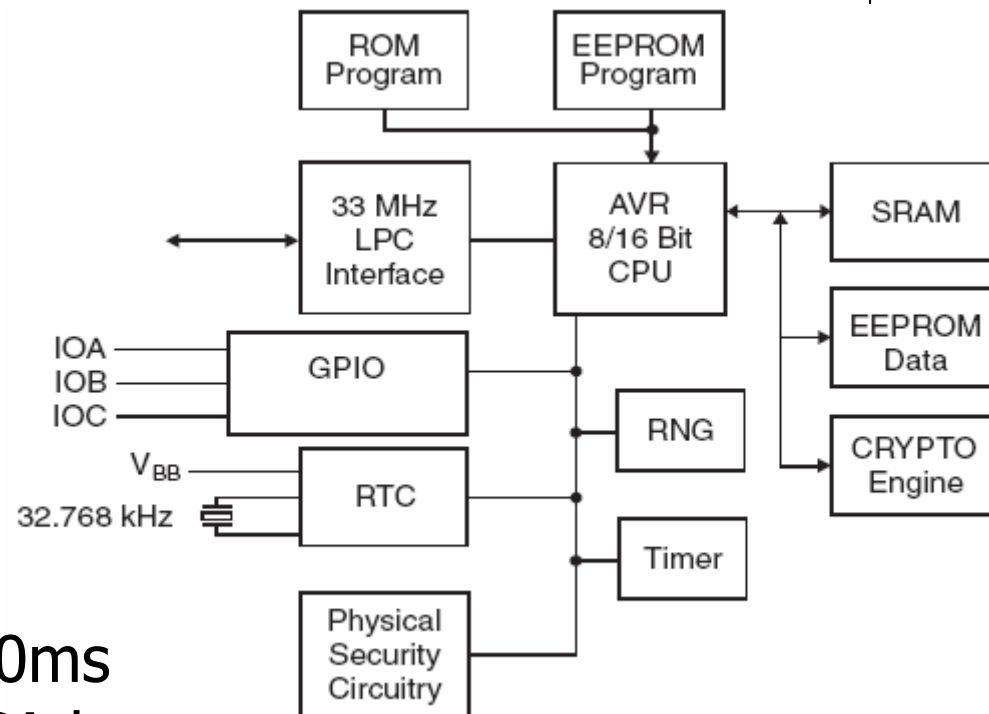 ROM
Program
EEPROM
Program
33 MHz
LPC
Interface
AVR
8/16 Bit
CPU
SRAM
EEPROM
Data
CRYPTO
Engine
IOA
IOB
IOC
GPIO
RNG
VBB
32.768 kHz
RTC
Timer
Physical
Security
Circuitry
0ms